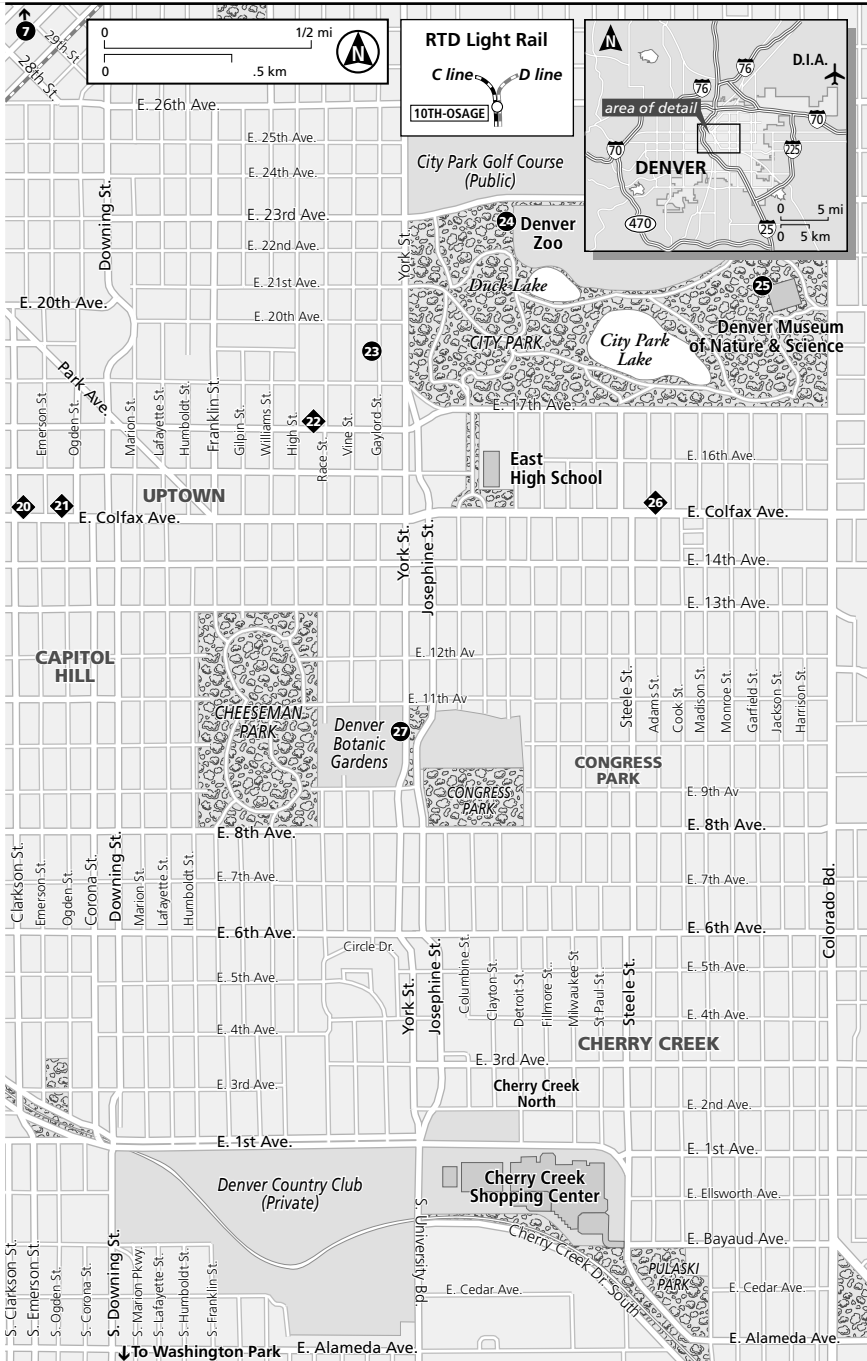 7
29th St.
28th St.
0 1/2 mi
0 .5 km
N
RTD Light Rail
C line D line
10TH-OSAGE
N
76
76
D.I.A.
area of detail
70
70
225
DENVER
470
25
0 5 mi
0 5 km
E. 26th Ave.
E. 25th Ave.
E. 24th Ave.
E. 23rd Ave.
E. 22nd Ave.
E. 21st Ave.
E. 20th Ave.
E. 20th Ave.
Downing St.
York St.
City Park Golf Course
(Public)
24 Denver
Zoo
Duck Lake
25
Denver Museum
of Nature & Science
CITY PARK
City Park
Lake
23
Park Ave.
E. 17th Ave.
Emerson St.
Ogden St.
Marion St.
Lafayette St.
Humboldt St.
Franklin St.
Gilpin St.
Williams St.
High St.
22
Race St.
Vine St.
Gaylord St.
East
High School
E. 16th Ave.
UPTOWN
20
21
26
E. Colfax Ave.
E. Colfax Ave.
York St.
Josephine St.
E. 14th Ave.
E. 13th Ave.
E. 12th Av
E. 11th Av
CAPITOL
HILL
CHEESMAN
PARK
Denver
Botanic
Gardens
27
Steele St.
Adams St.
Cook St.
Madison St.
Monroe St.
Garfield St.
Jackson St.
Harrison St.
CONGRESS
PARK
CONGRESS
PARK
E. 9th Av
E. 8th Ave.
E. 8th Ave.
Clarkson St.
Emerson St.
Ogden St.
Corona St.
Downing St.
Marion St.
Lafayette St.
Humboldt St.
E. 7th Ave.
E. 7th Ave.
Colorado Bd.
E. 6th Ave.
E. 6th Ave.
Circle Dr.
York St.
Josephine St.
Columbine St.
Clayton St.
Detroit St.
Fillmore St.
Milwaukee St
St Paul St.
Steele St.
E. 5th Ave.
E. 5th Ave.
E. 4th Ave.
E. 4th Ave.
CHERRY CREEK
E. 3rd Ave.
E. 3rd Ave.
Cherry Creek
North
E. 2nd Ave.
E. 1st Ave.
E. 1st Ave.
Denver Country Club
(Private)
Cherry Creek
Shopping Center
E. Ellsworth Ave.
S. University Bd.
Cherry Creek Dr. South
E. Bayaud Ave.
PULASKI
PARK
E. Cedar Ave.
E. Cedar Ave.
S. Clarkson St.
S. Emerson St.
S. Ogden St.
S. Corona St.
S. Downing St.
S. Marion Pkwy.
S. Lafayette St.
S. Humboldt St.
S. Franklin St.
To Washington Park
E. Alameda Ave.
E. Alameda Ave.